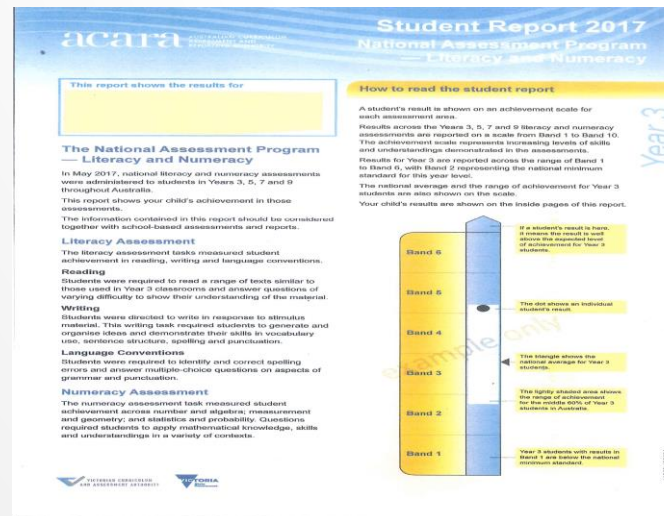 acara AUSTRALIAN CURRICULUM
ASSESSMENT AND
REPORTING AUTHORITY
Student Report 2017
National Assessment Program
— Literacy and Numeracy
This report shows the results for
The National Assessment Program
— Literacy and Numeracy
In May 2017, national literacy and numeracy assessments
were administered to students in Years 3, 5, 7 and 9
throughout Australia.
This report shows your child's achievement in those
assessments.
The information contained in this report should be considered
together with school-based assessments and reports.
Literacy Assessment
The literacy assessment tasks measured student
achievement in reading, writing and language conventions.
Reading
Students were required to read a range of texts similar to
those used in Year 3 classrooms and answer questions of
varying difficulty to show their understanding of the material.
Writing
Students were directed to write in response to stimulus
material. This writing task required students to generate and
organise ideas and demonstrate their skills in vocabulary
use, sentence structure, spelling and punctuation.
Language Conventions
Students were required to identify and correct spelling
errors and answer multiple-choice questions on aspects of
grammar and punctuation.
Numeracy Assessment
The numeracy assessment task measured student
achievement across number and algebra; measurement
and geometry; and statistics and probability. Questions
required students to apply mathematical knowledge, skills
and understandings in a variety of contexts.
VICTORIAN CURRICULUM
AND ASSESSMENT AUTHORITY
VICTORIA
How to read the student report
A student's result is shown on an achievement scale for
each assessment area.
Results across the Years 3, 5, 7 and 9 literacy and numeracy
assessments are reported on a scale from Band 1 to Band 10.
The achievement scale represents increasing levels of skills
and understandings demonstrated in the assessments.
Results for Year 3 are reported across the range of Band 1
to Band 6, with Band 2 representing the national minimum
standard for this year level.
The national average and the range of achievement for Year 3
students are also shown on the scale.
Your child's results are shown on the inside pages of this report.
Year 3
Band 6
If a student's result is here,
it means the result is well
above the expected level
of achievement for Year 3
students.
Band 5
The dot shows an individual
student's result.
Band 4
example only
The triangle shows the
national average for Year 3
students.
Band 3
The lightly shaded area shows
the range of achievement
for the middle 60% of Year 3
students in Australia.
Band 2
Band 1
Year 3 students with results in
Band 1 are below the national
minimum standard.